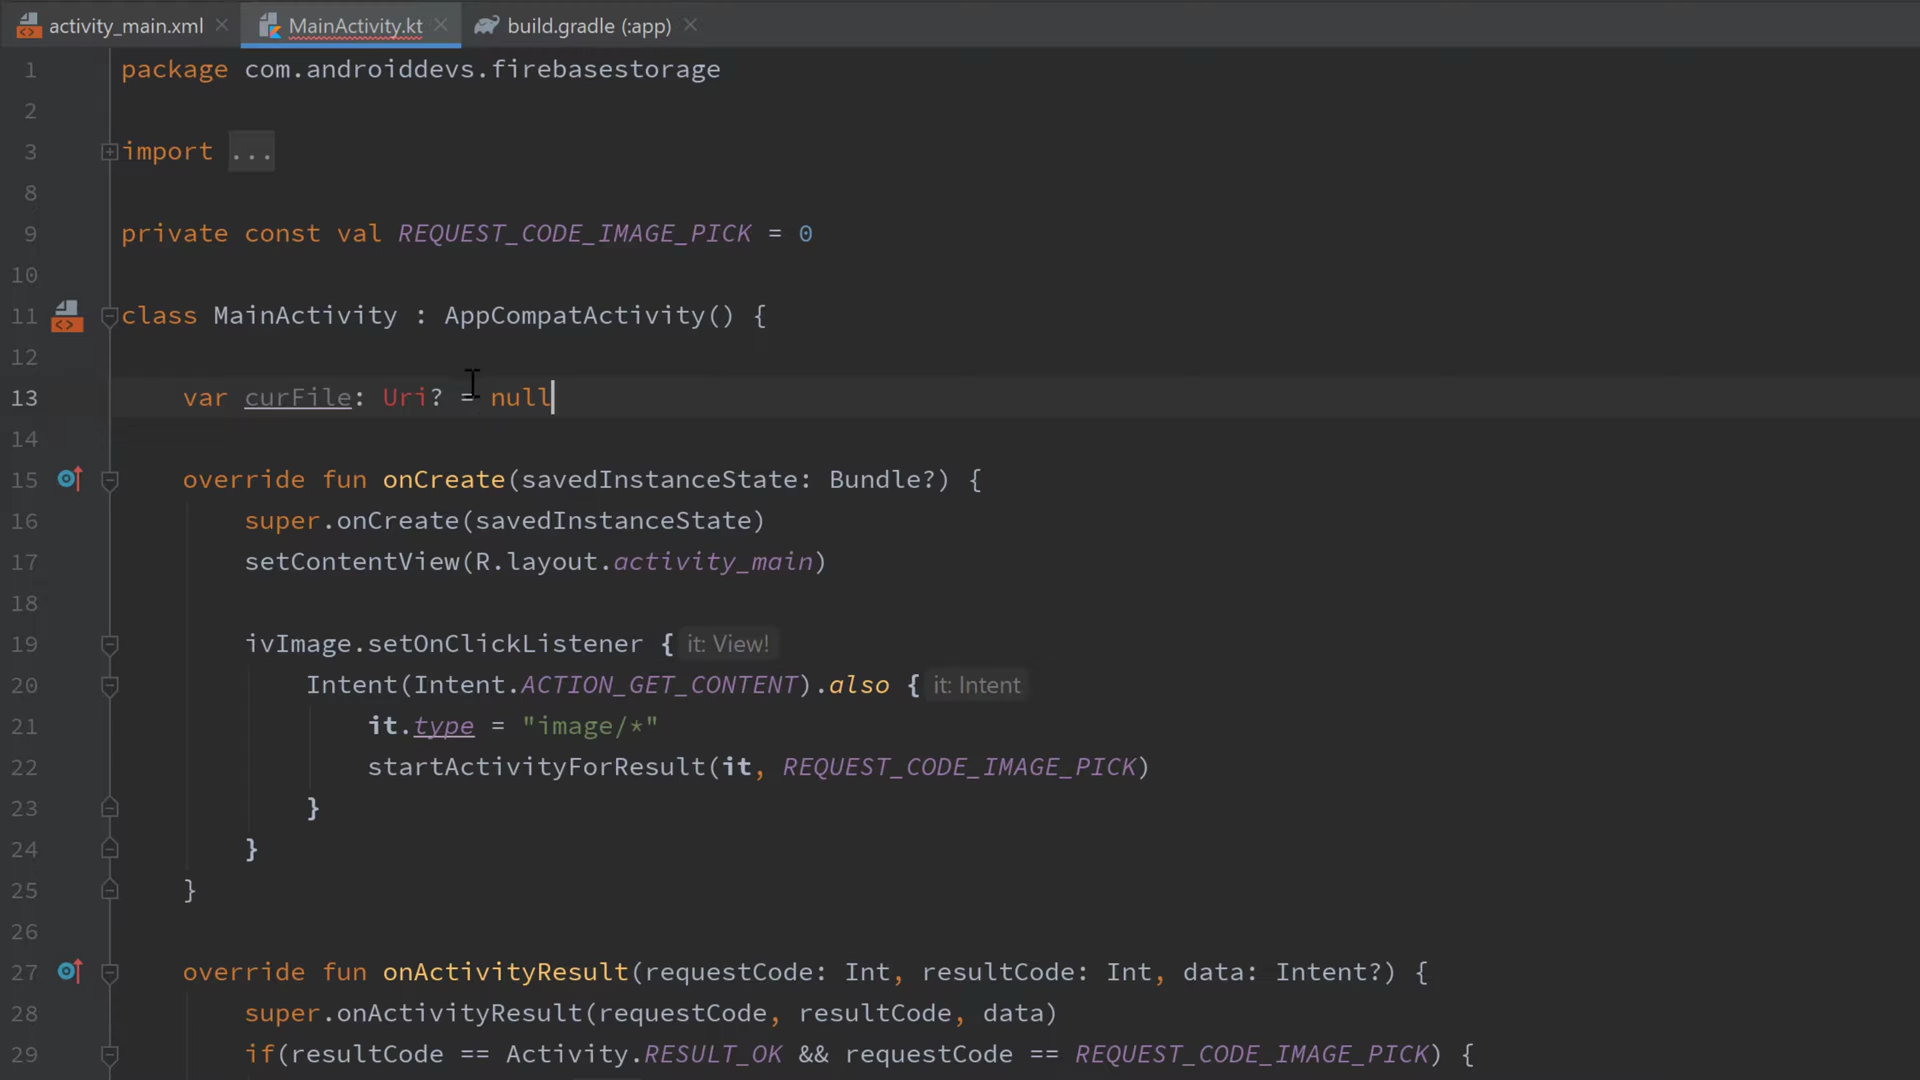 activity_main.xml MainActivity.kt build.gradle (:app)
1 package com.androiddevs.firebasestorage
2
3 import ...
8
9 private const val REQUEST_CODE_IMAGE_PICK = 0
10
11 class MainActivity : AppCompatActivity() {
12
13 var curFile: Uri? = null
14
15 override fun onCreate(savedInstanceState: Bundle?) {
16 super.onCreate(savedInstanceState)
17 setContentView(R.layout.activity_main)
18
19 ivImage.setOnClickListener { it: View!
20 Intent(Intent.ACTION_GET_CONTENT).also { it: Intent
21 it.type = "image/*"
22 startActivityForResult(it, REQUEST_CODE_IMAGE_PICK)
23 }
24 }
25 }
26
27 override fun onActivityResult(requestCode: Int, resultCode: Int, data: Intent?) {
28 super.onActivityResult(requestCode, resultCode, data)
29 if(resultCode == Activity.RESULT_OK && requestCode == REQUEST_CODE_IMAGE_PICK) {